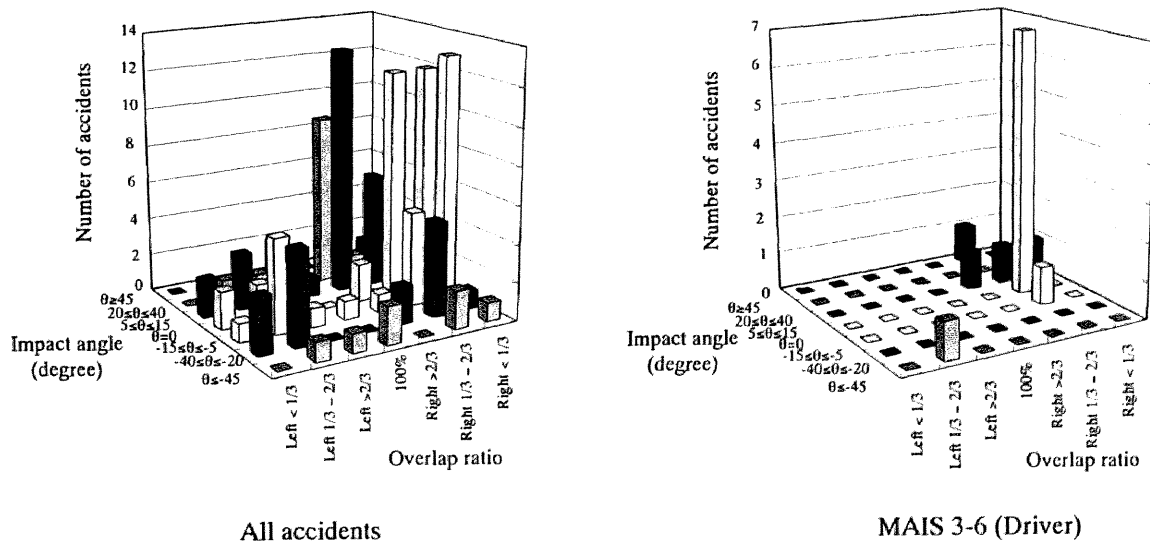 14
12
10
8
6
4
2
0
Number of accidents
θ≥45
20≤θ≤40
5≤θ≤15
θ=0
-15≤θ≤-5
-40≤θ≤-20
θ≤-45
Impact angle
(degree)
Left < 1/3
Left 1/3 – 2/3
Left >2/3
100%
Right >2/3
Right 1/3 – 2/3
Right < 1/3
Overlap ratio
All accidents
7
6
5
4
3
2
1
0
Number of accidents
θ≥45
20≤θ≤40
5≤θ≤15
θ=0
-15≤θ≤-5
-40≤θ≤-20
θ≤-45
Impact angle
(degree)
Left < 1/3
Left 1/3 – 2/3
Left >2/3
100%
Right >2/3
Right 1/3 – 2/3
Right < 1/3
Overlap ratio
MAIS 3-6 (Driver)